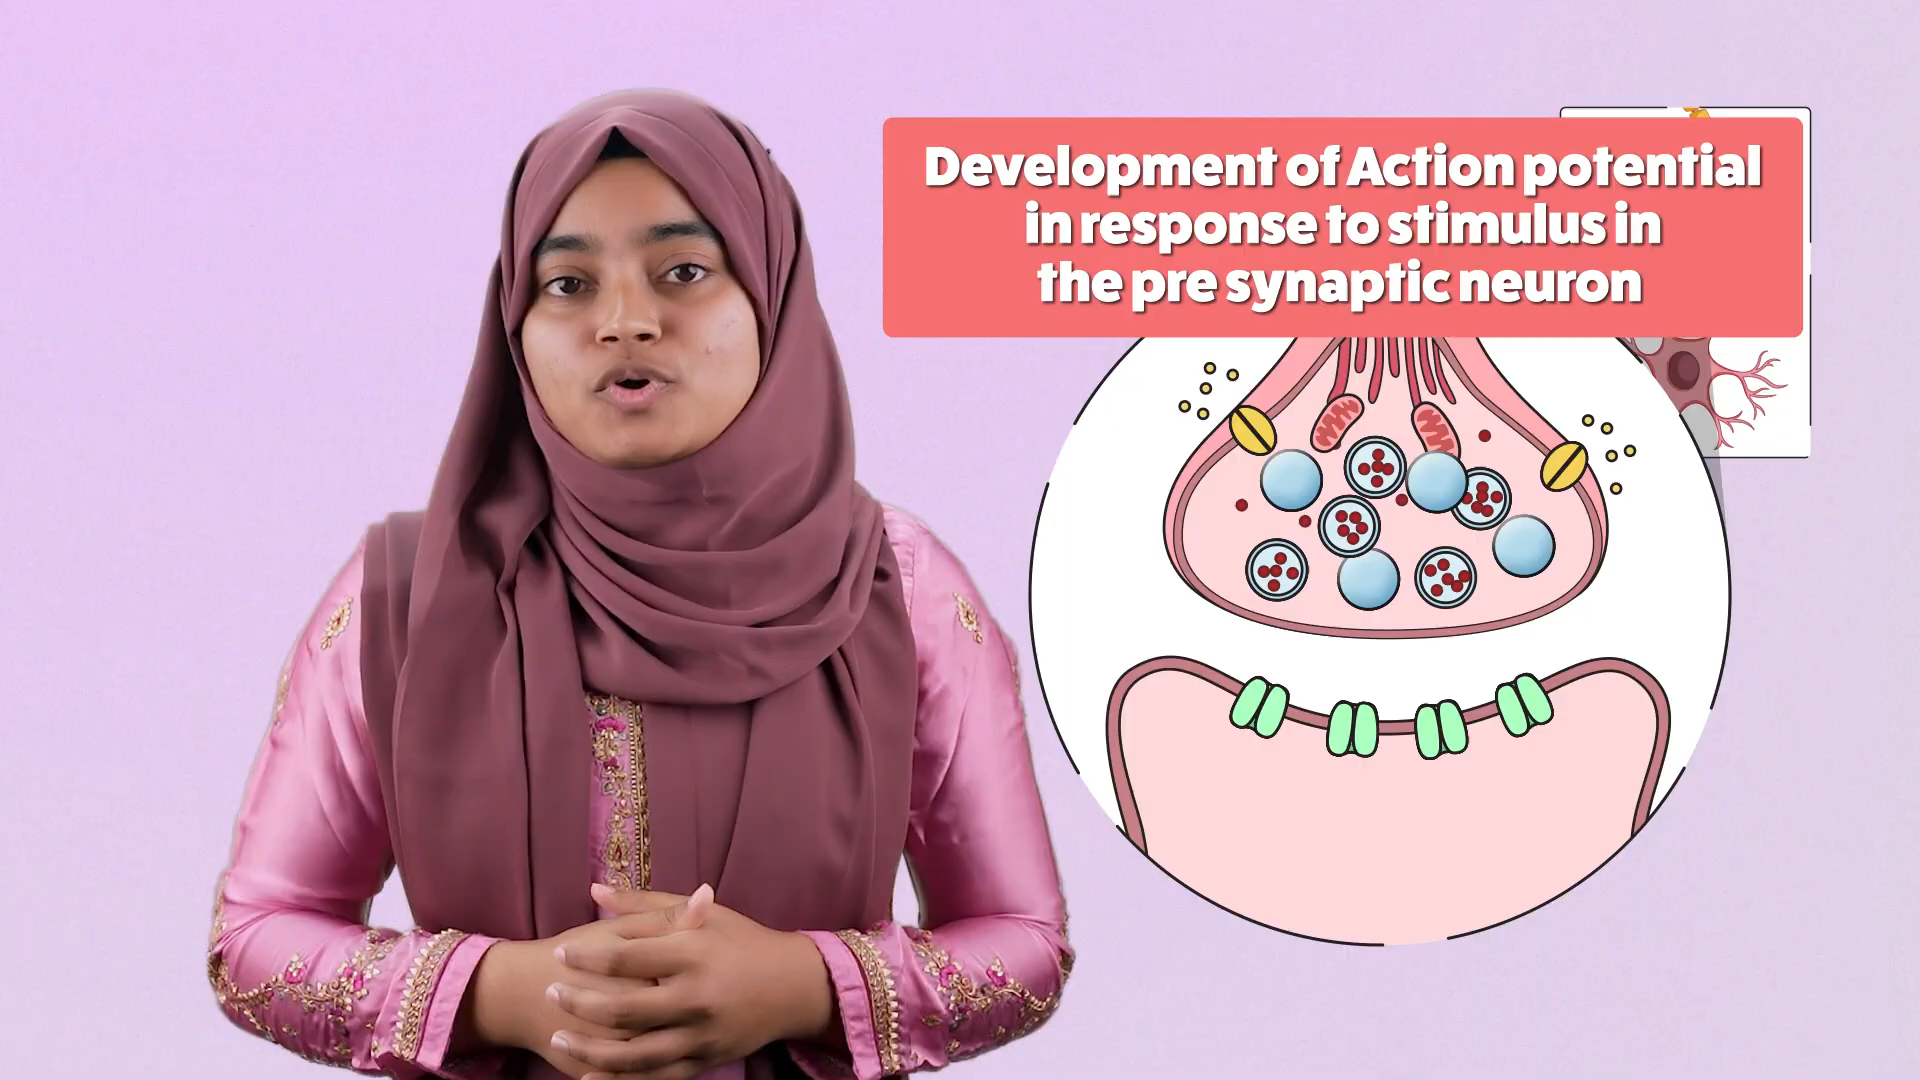 Development of Action potential
in response to stimulus in
the pre synaptic neuron